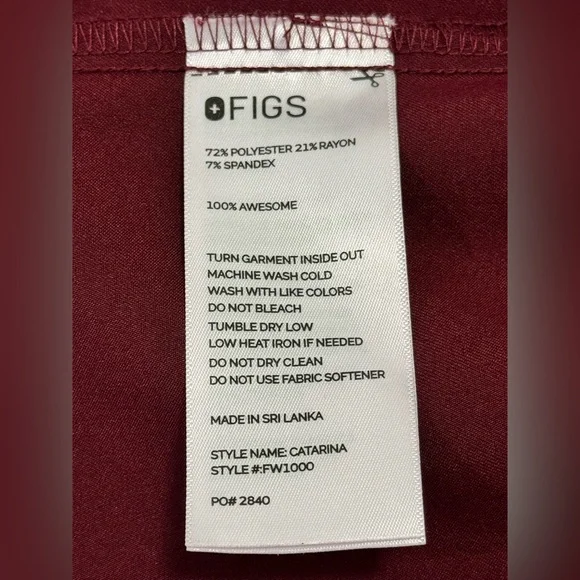 FIGS
72% POLYESTER 21% RAYON
7% SPANDEX
100% AWESOME
TURN GARMENT INSIDE OUT
MACHINE WASH COLD
WASH WITH LIKE COLORS
DO NOT BLEACH
TUMBLE DRY LOW
LOW HEAT IRON IF NEEDED
DO NOT DRY CLEAN
DO NOT USE FABRIC SOFTENER
MADE IN SRI LANKA
STYLE NAME: CATARINA
STYLE #:FW1000
PO# 2840